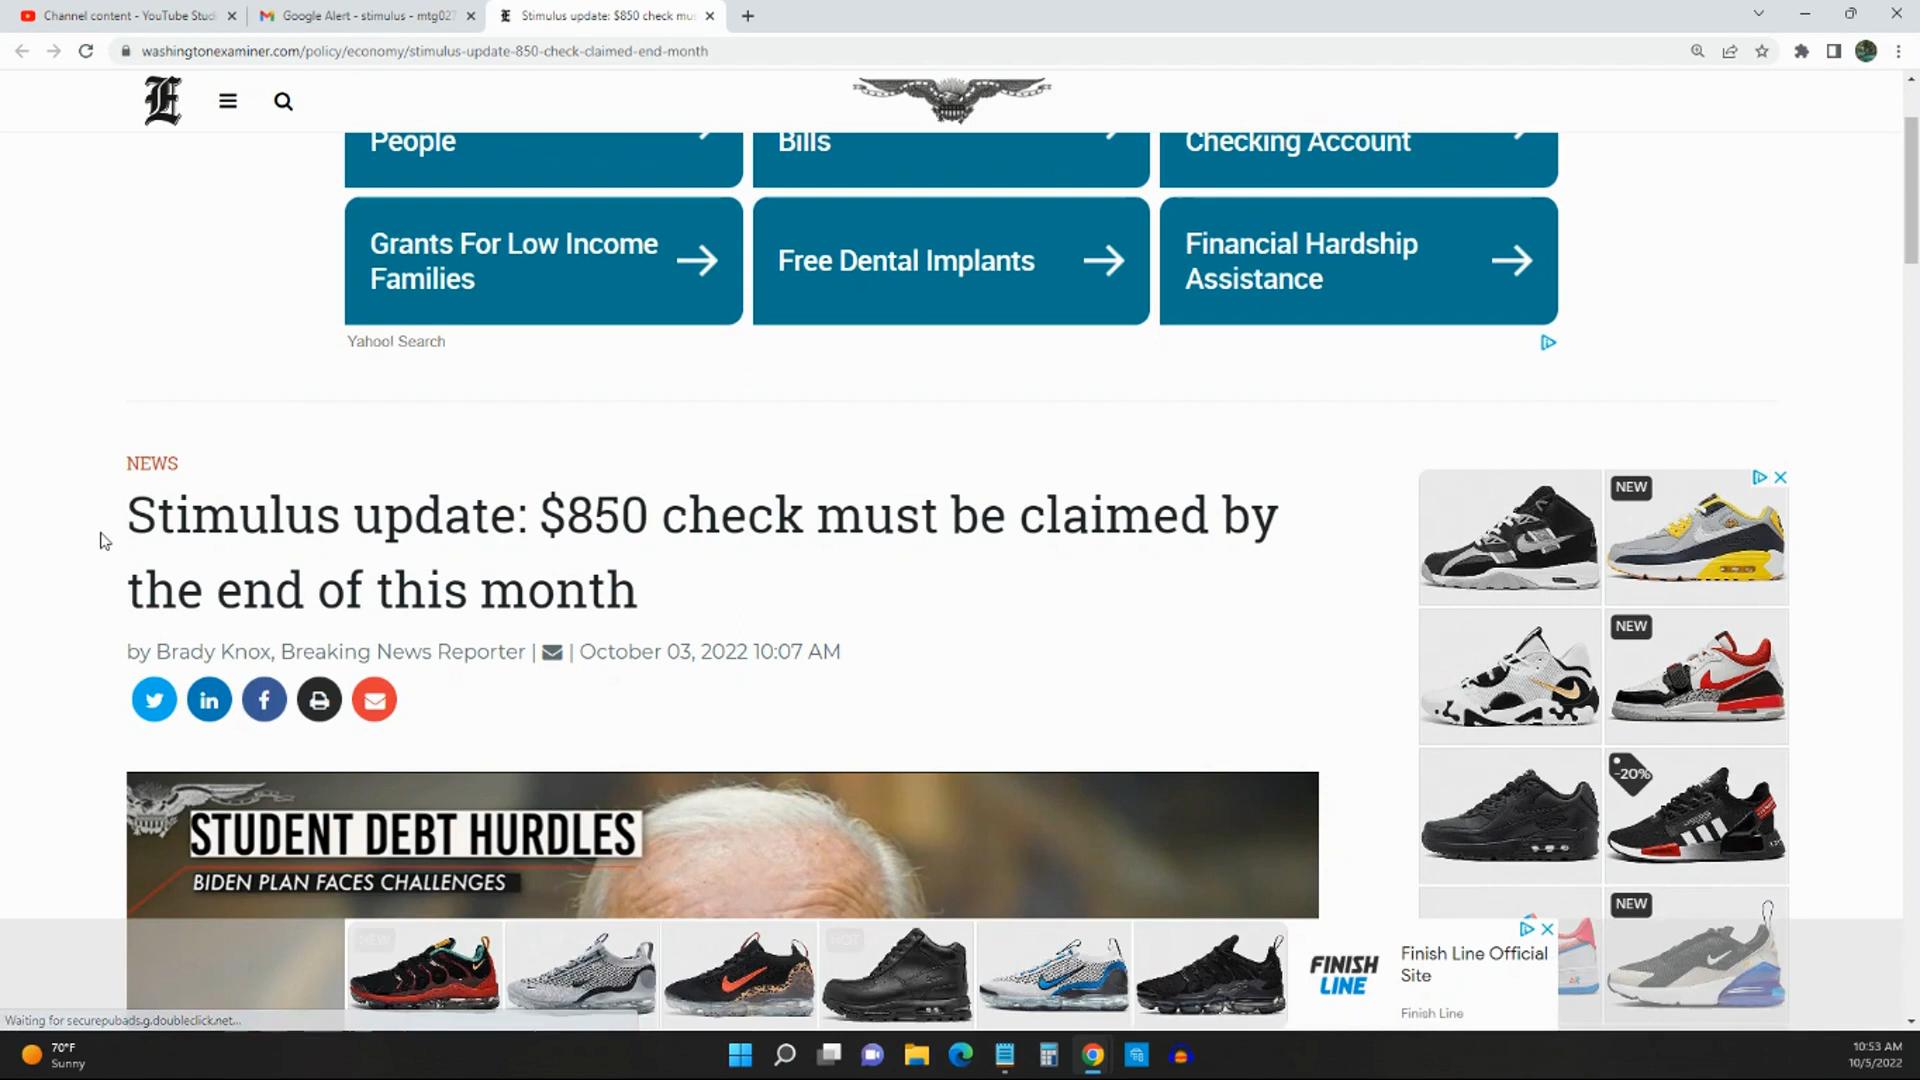 Channel content - YouTube Stud
Google Alert - stimulus - mtg027
Stimulus update: $850 check mus
washingtonexaminer.com/policy/economy/stimulus-update-850-check-claimed-end-month
E
People
Bills
Checking Account
Grants For Low Income
Families
Free Dental Implants
Financial Hardship
Assistance
Yahoo! Search
NEWS
Stimulus update: $850 check must be claimed by
the end of this month
by Brady Knox, Breaking News Reporter | | October 03, 2022 10:07 AM
STUDENT DEBT HURDLES
BIDEN PLAN FACES CHALLENGES
NEW
NEW
-20%
NEW
NEW
HOT
FINISH
LINE
Finish Line Official
Site
Finish Line
Waiting for securepubads.g.doubleclick.net...
70°F
Sunny
10:53 AM
10/5/2022